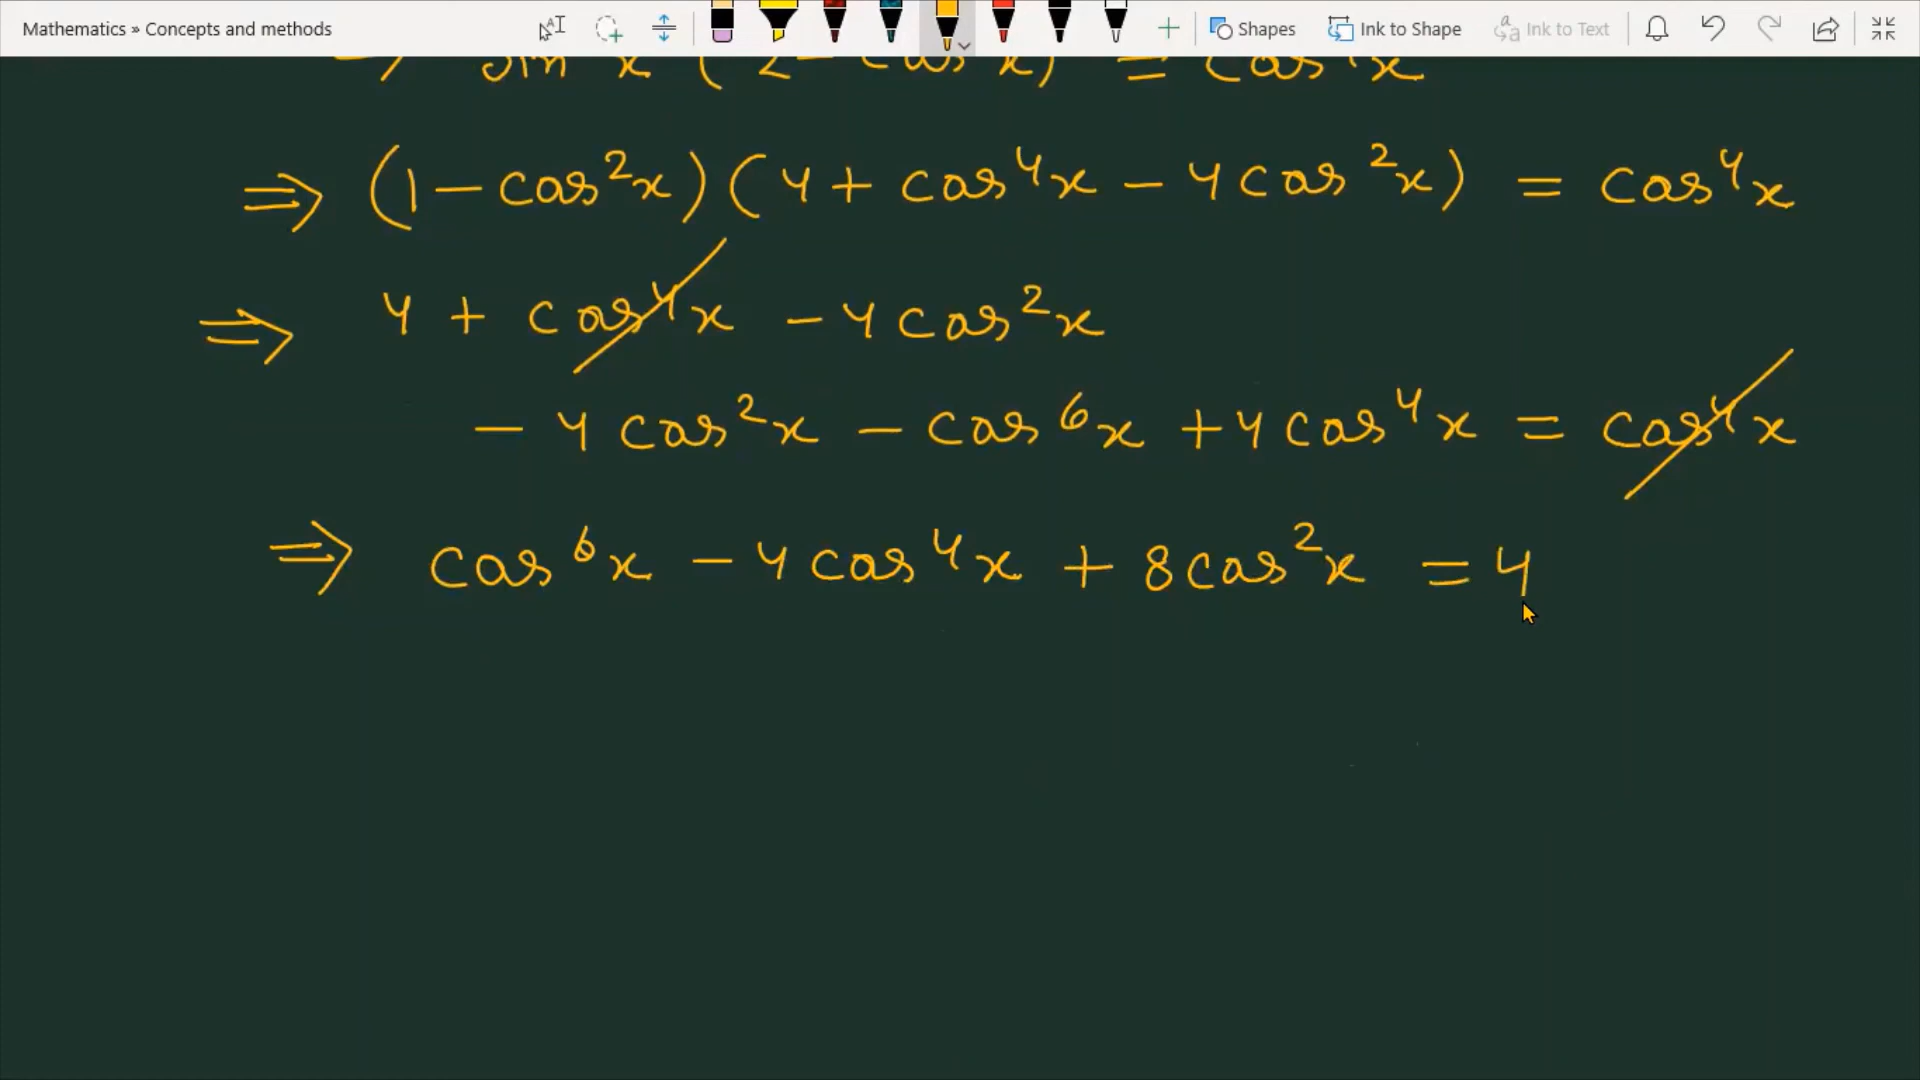 Mathematics » Concepts and methods
Shapes Ink to Shape Ink to Text
⇒ (1 − cos²x)(4 + cos⁴x − 4cos²x) = cos⁴x
⇒ 4 + cos⁴x − 4cos²x
− 4cos²x − cos⁶x + 4cos⁴x = cos⁴x
⇒ cos⁶x − 4cos⁴x + 8cos²x = 4